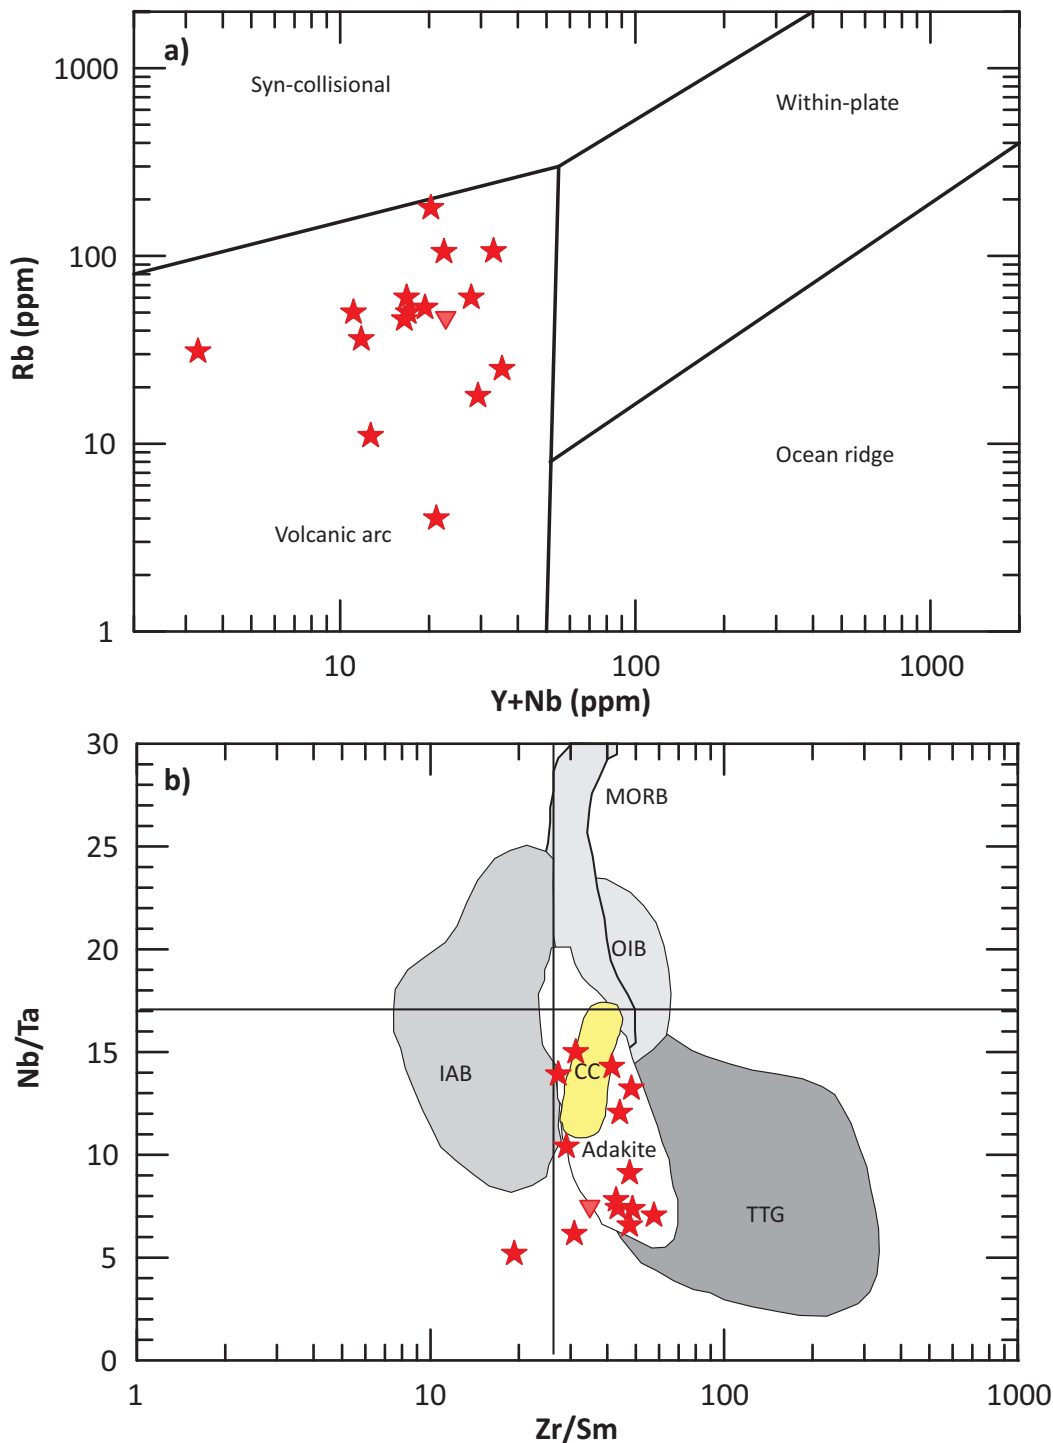 a)
Syn-collisional
Within-plate
Ocean ridge
Volcanic arc
1000
100
10
1
Rb (ppm)
10
100
1000
Y+Nb (ppm)
b)
MORB
OIB
IAB
CC
Adakite
TTG
30
25
20
15
10
5
0
Nb/Ta
1
10
100
1000
Zr/Sm